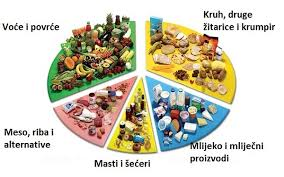 Voće i povrće
Kruh, druge
žitarice i krumpir
Meso, riba i
alternative
Masti i šećeri
Mlijeko i mliječni
proizvodi